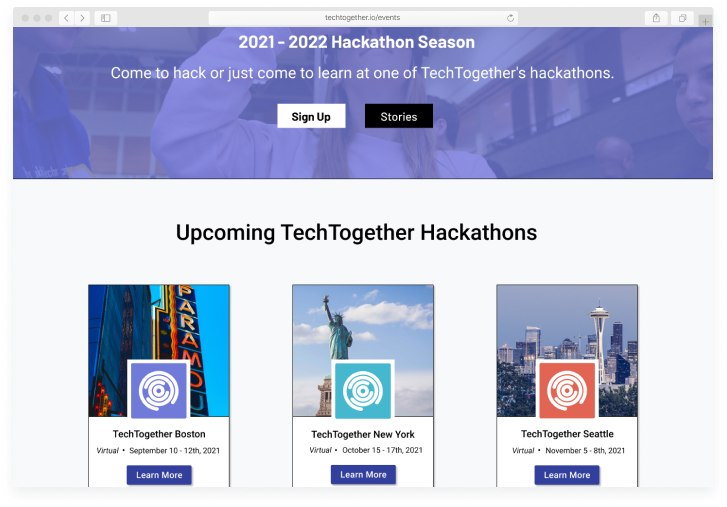 techtogether.io/events
2021 - 2022 Hackathon Season
Come to hack or just come to learn at one of TechTogether's hackathons.
Sign Up
Stories
Upcoming TechTogether Hackathons
PARAMOU
TechTogether Boston
Virtual • September 10 - 12th, 2021
Learn More
TechTogether New York
Virtual • October 15 - 17th, 2021
Learn More
TechTogether Seattle
Virtual • November 5 - 8th, 2021
Learn More